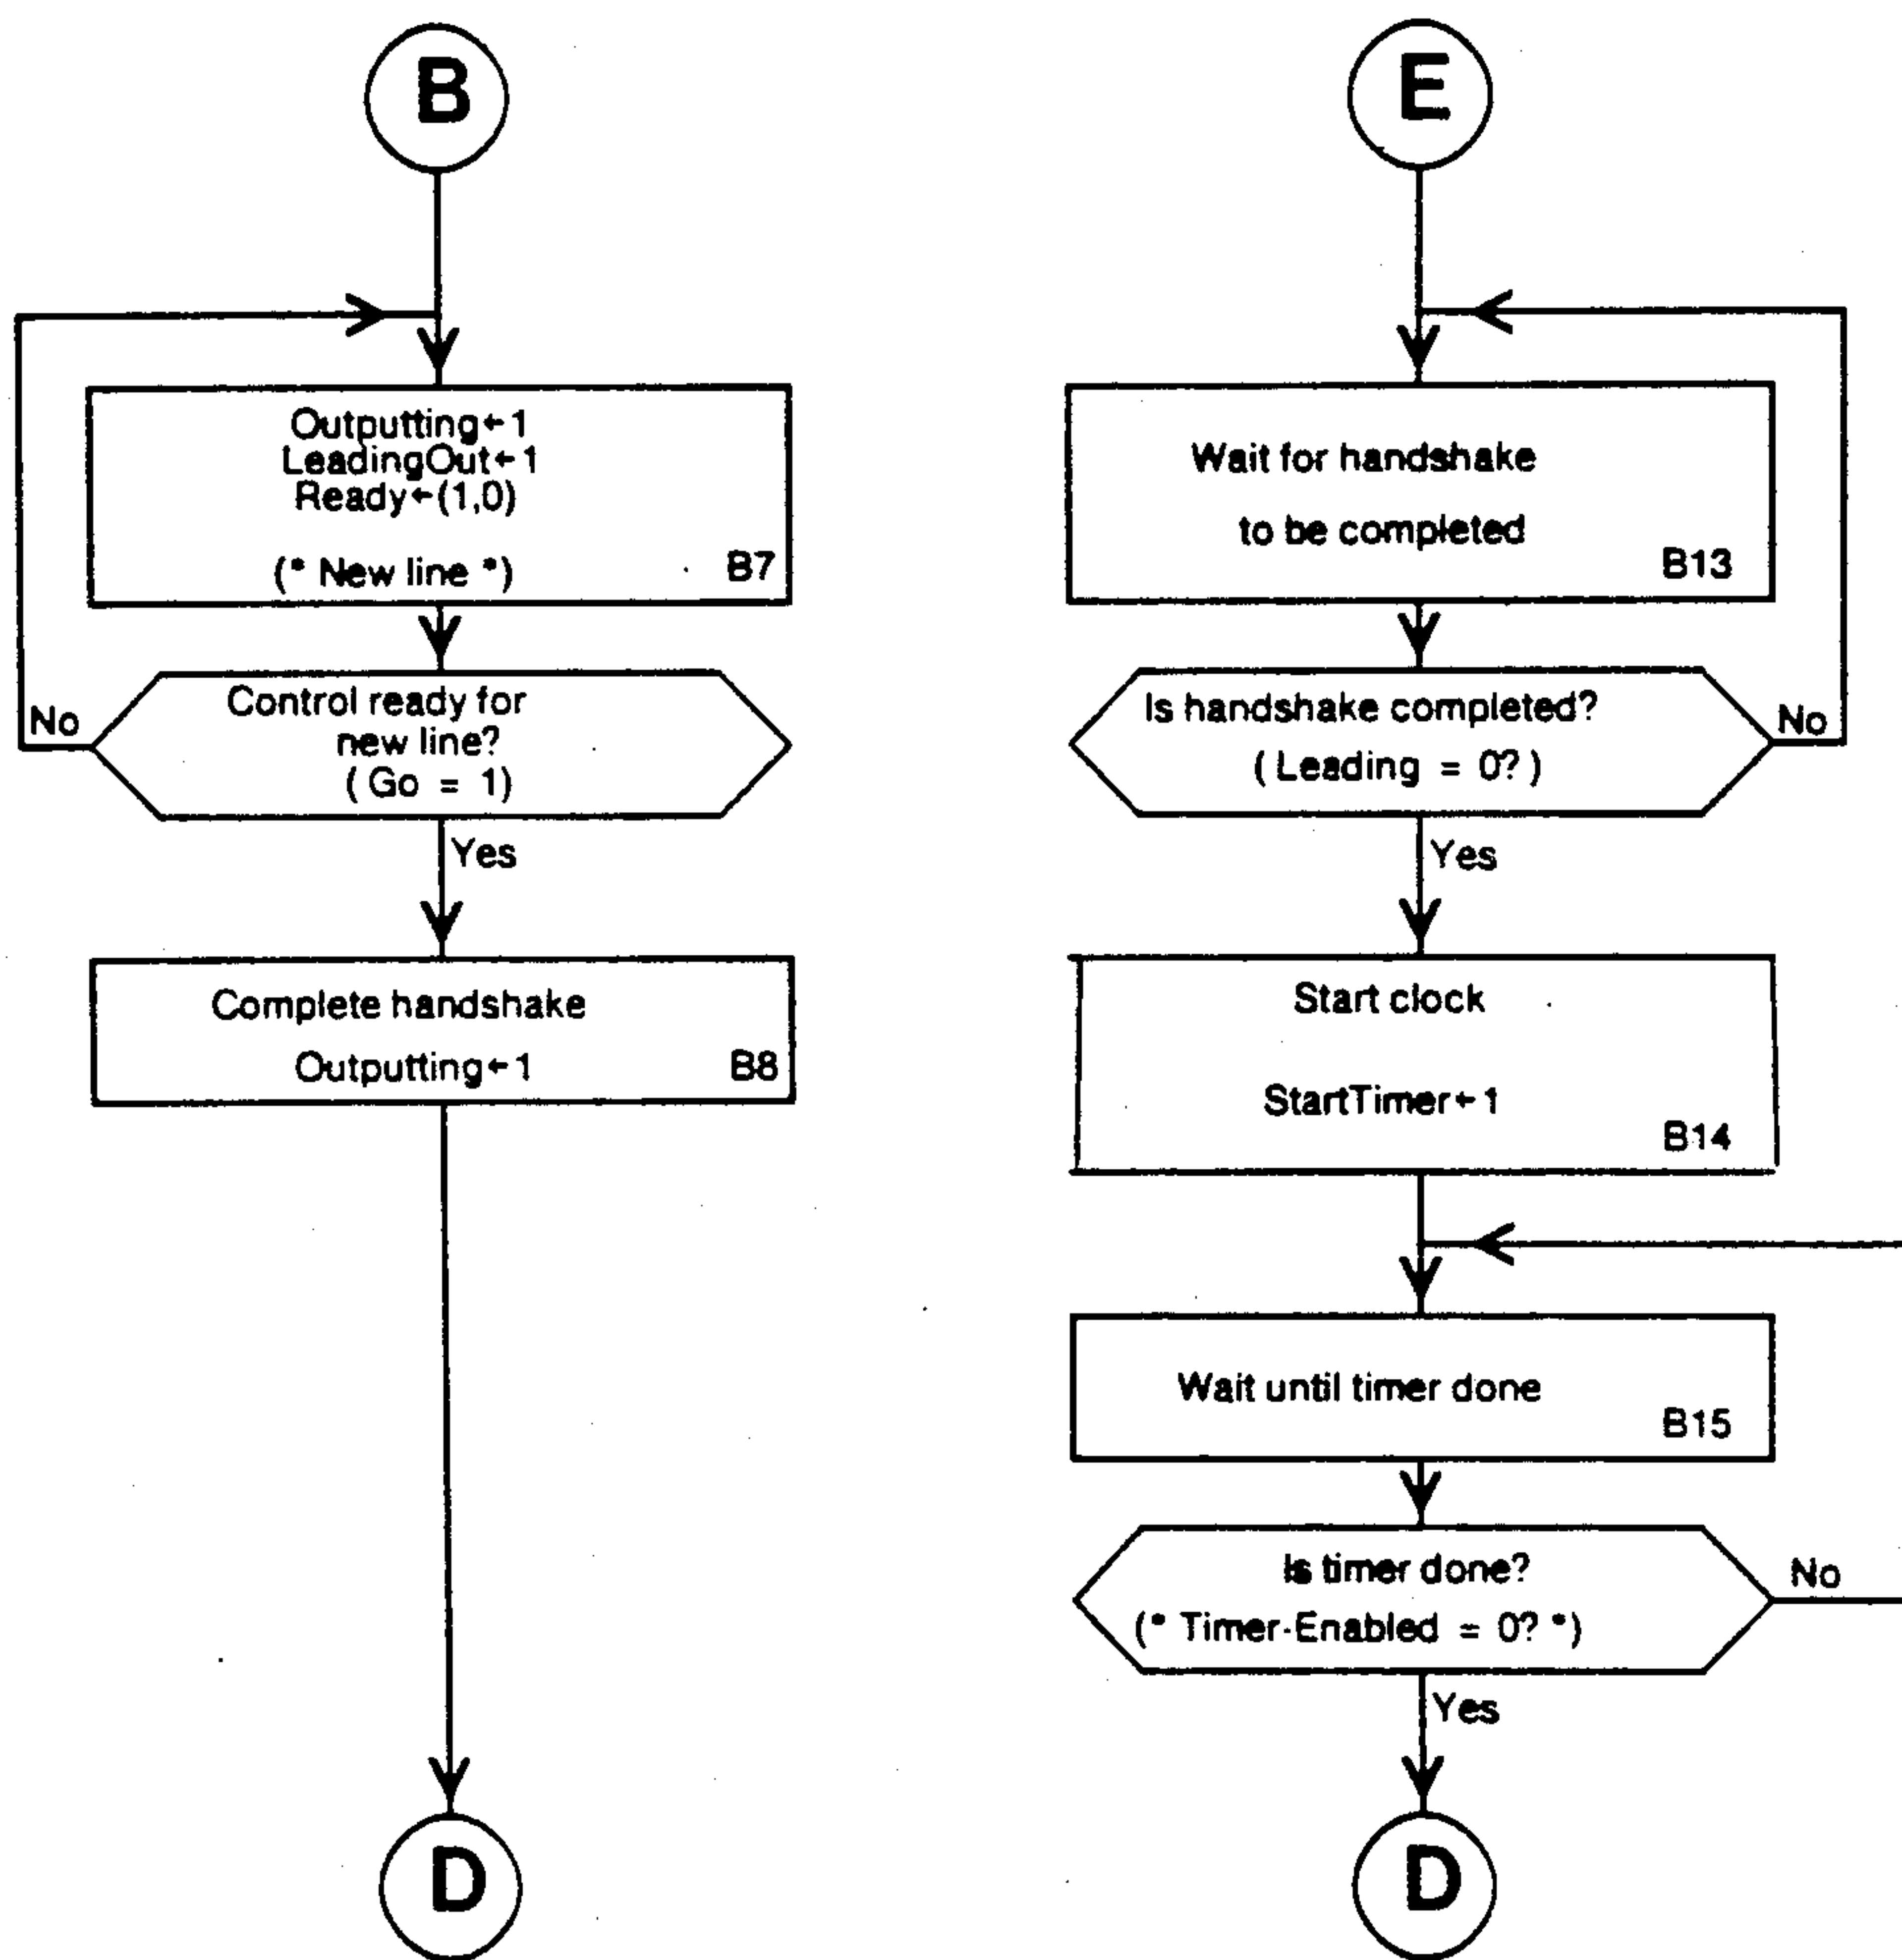 B
Outputting←1
LeadingOut←1
Ready←(1,0)
(* New line *)
B7
Control ready for
new line?
( Go = 1)
No
Yes
Complete handshake
Outputting←1
B8
D
E
Wait for handshake
to be completed
B13
Is handshake completed?
( Leading = 0? )
No
Yes
Start clock
StartTimer←1
B14
Wait until timer done
B15
Is timer done?
(* Timer-Enabled = 0? *)
No
Yes
D